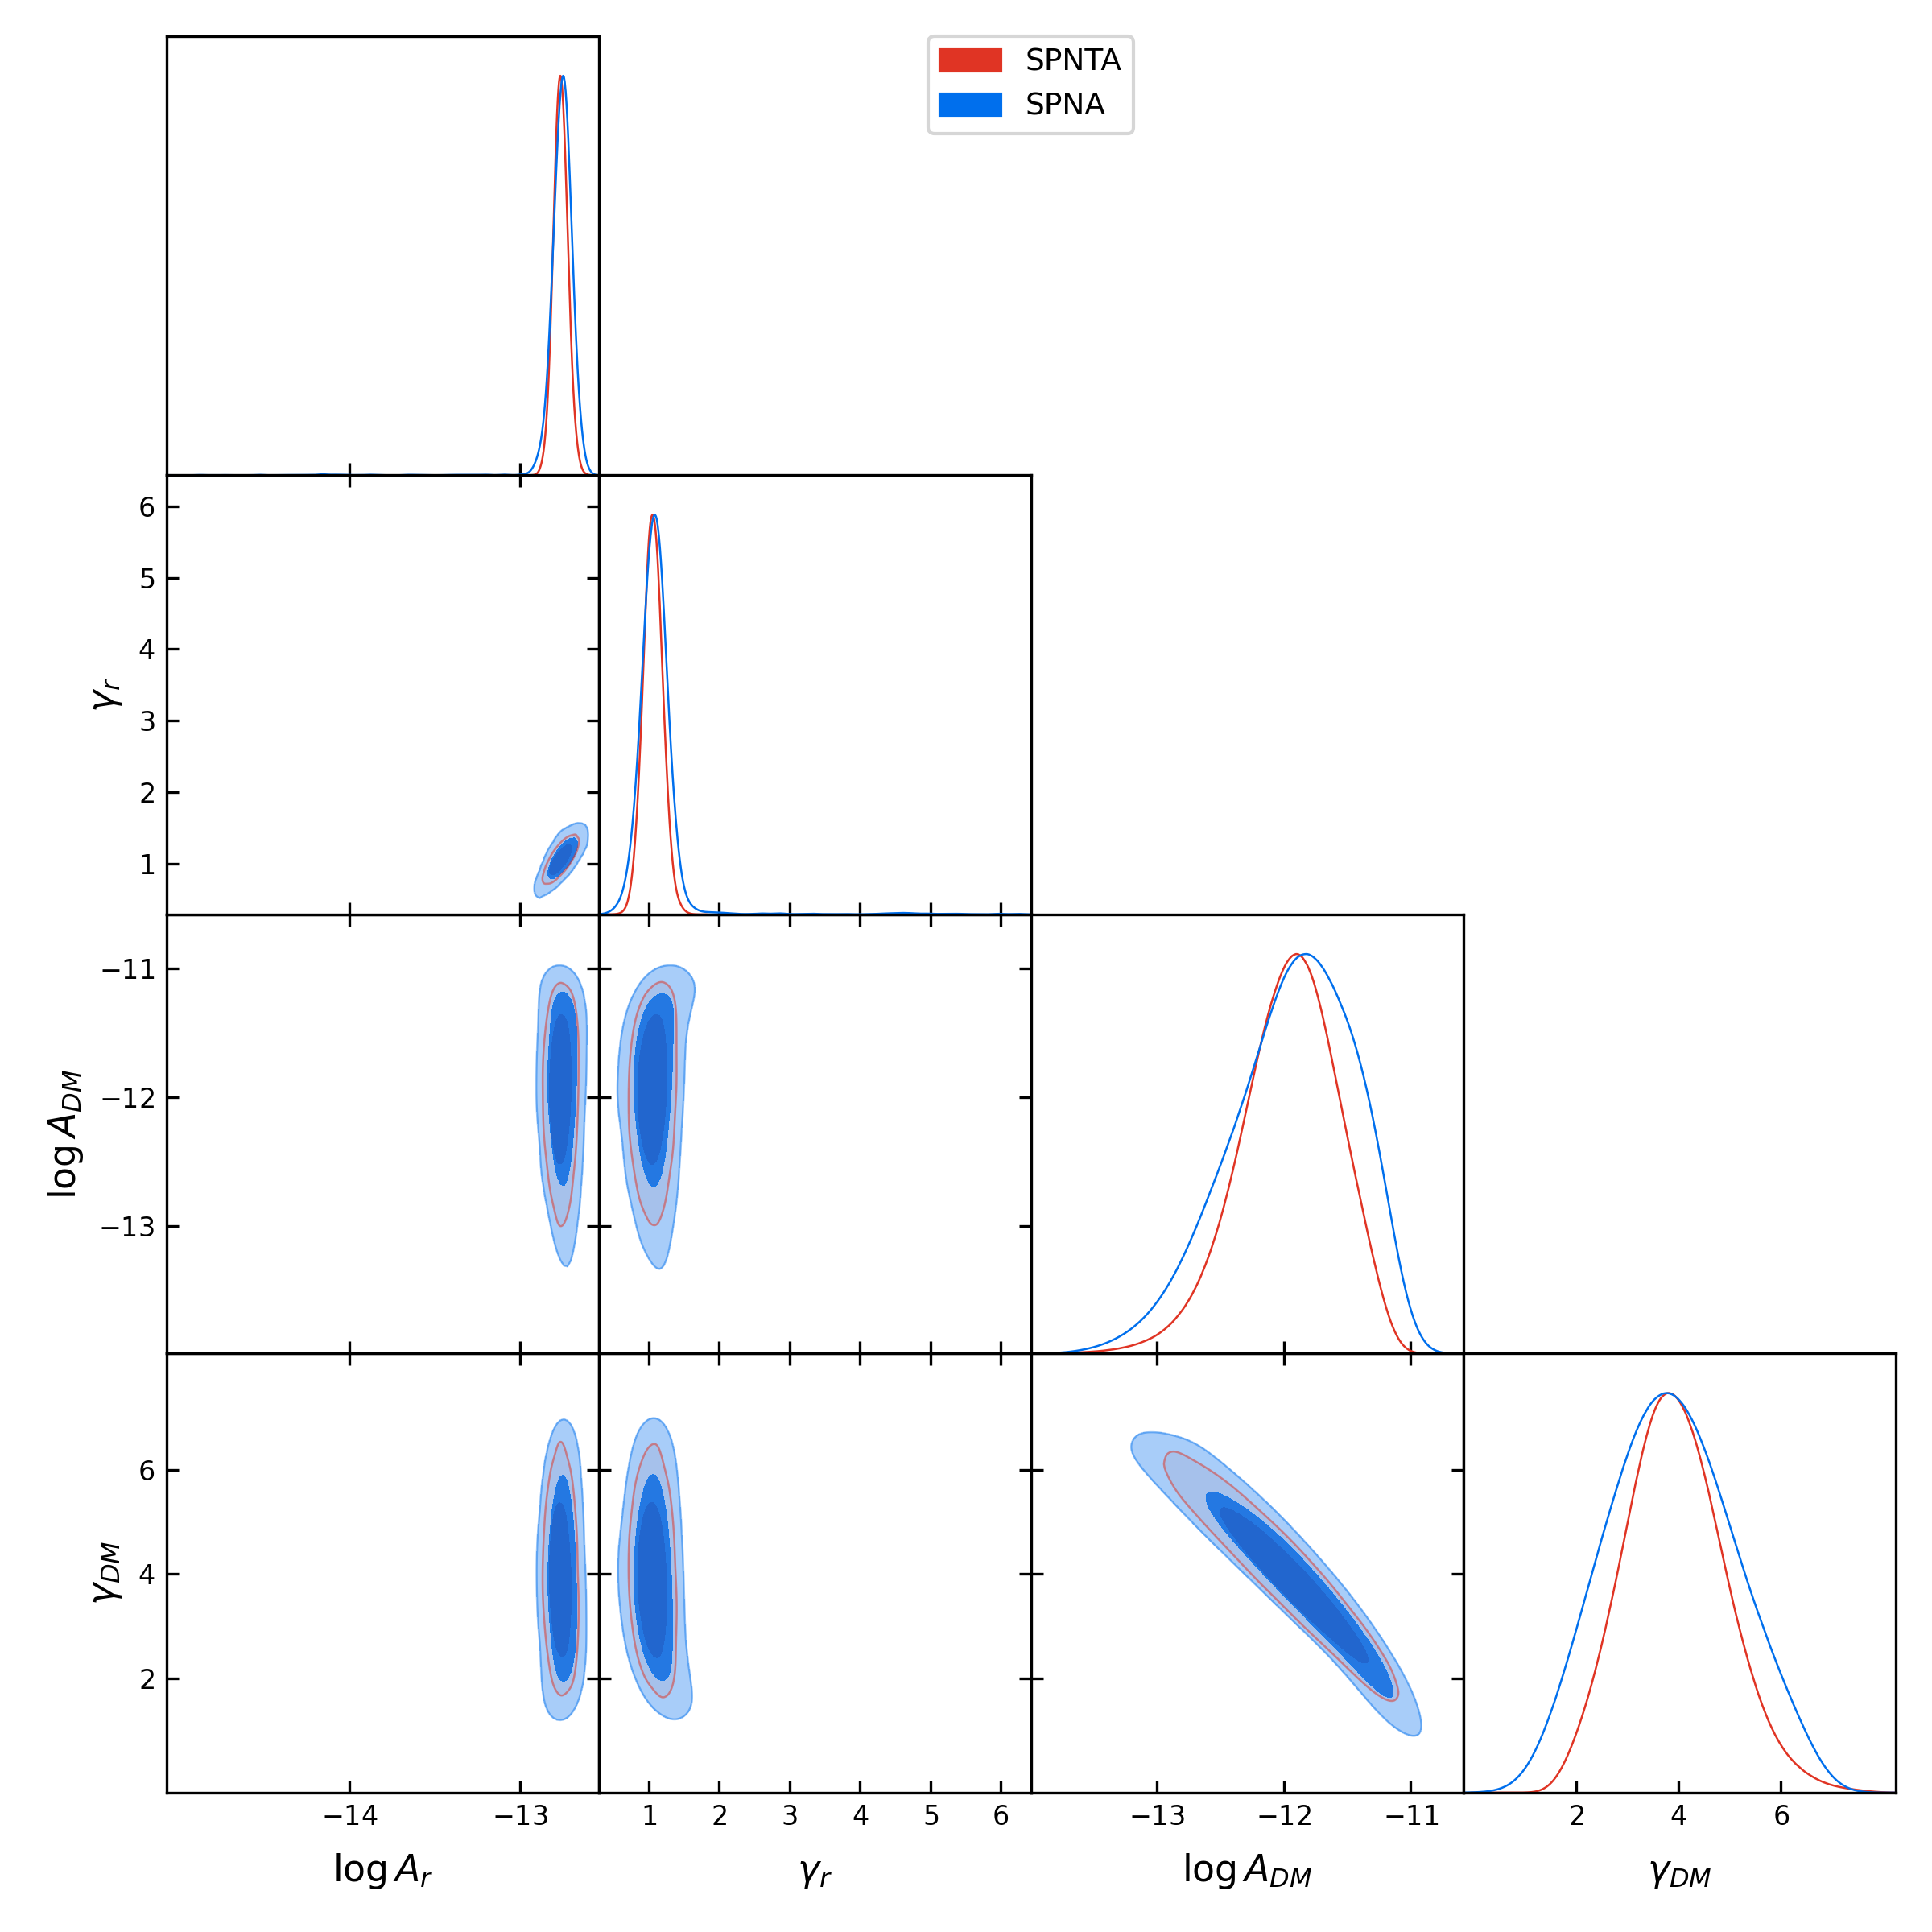 SPNTA
SPNA
6
5
4
3
2
1
γr
−11
−12
−13
log ADM
6
4
2
γDM
−14 −13 1 2 3 4 5 6 −13 −12 −11 2 4 6
log Ar γr log ADM γDM